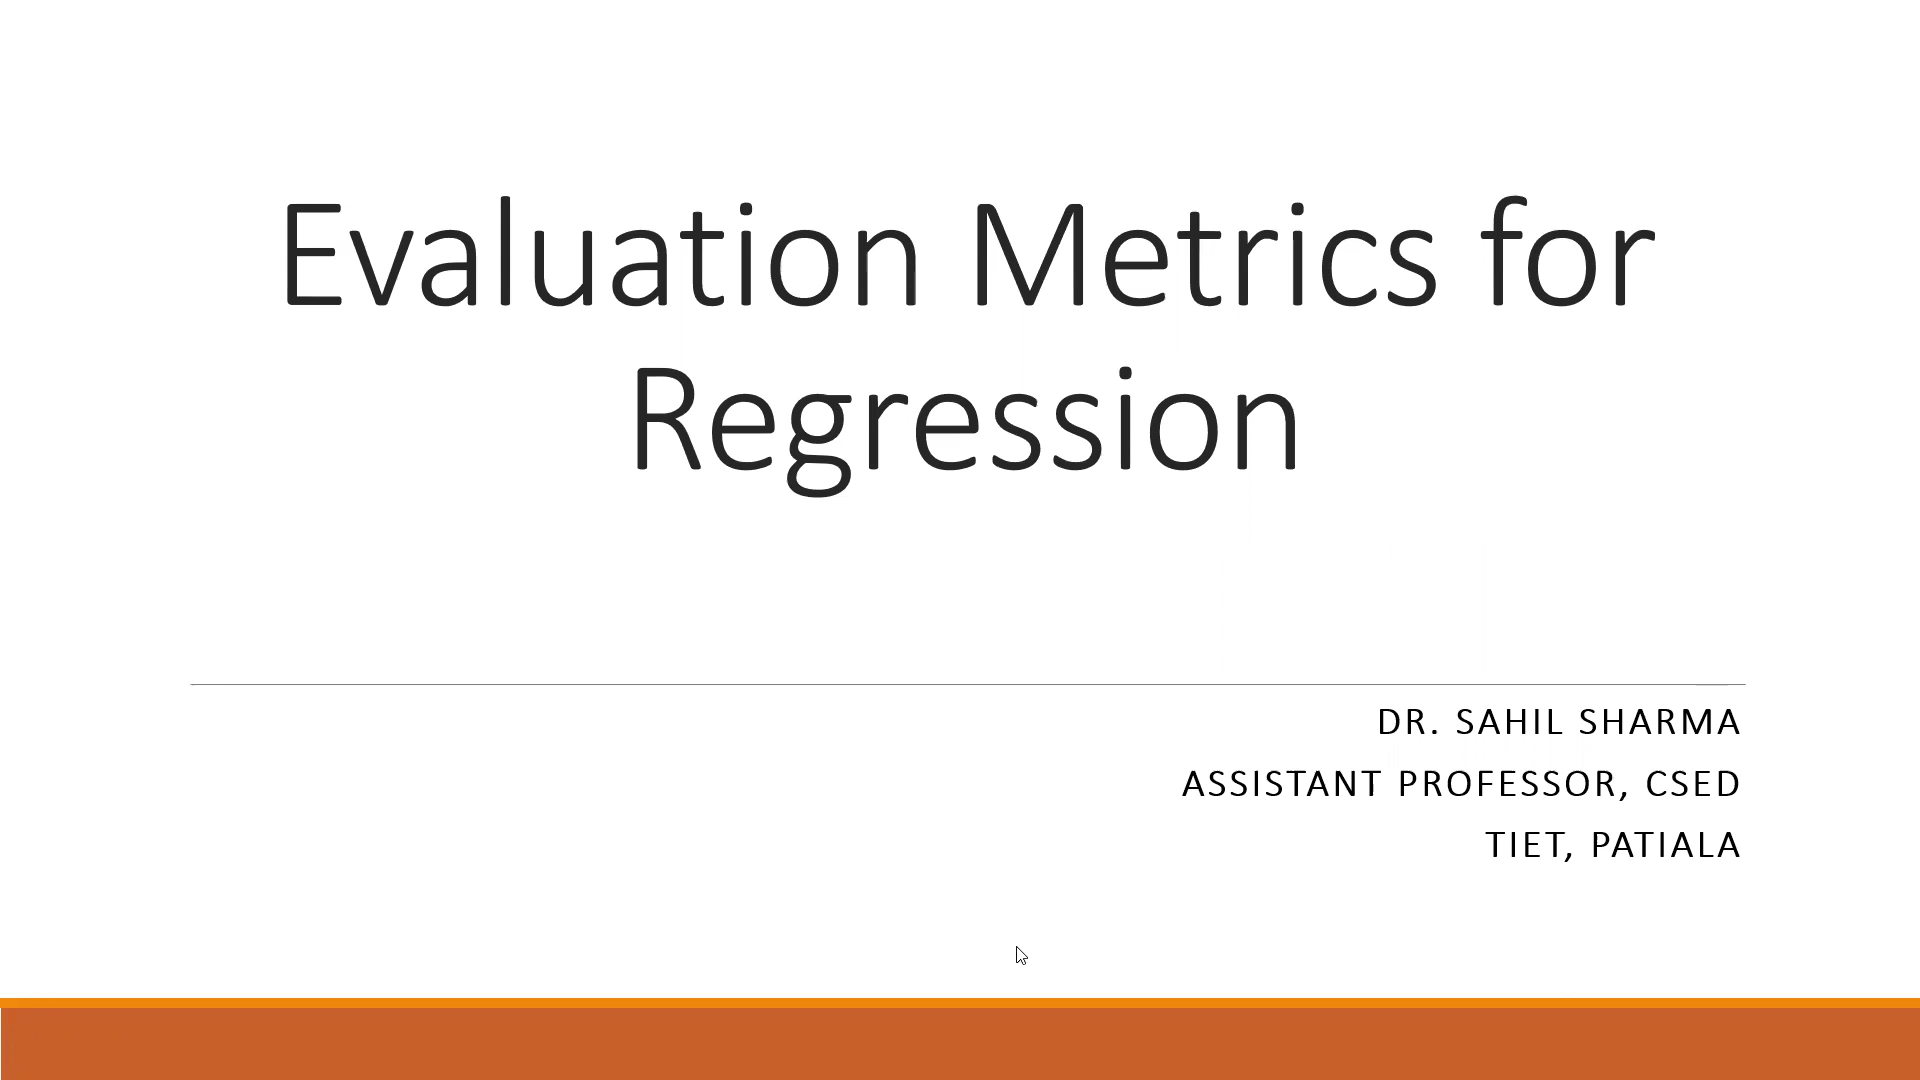 Evaluation Metrics for
Regression
DR. SAHIL SHARMA
ASSISTANT PROFESSOR, CSED
TIET, PATIALA